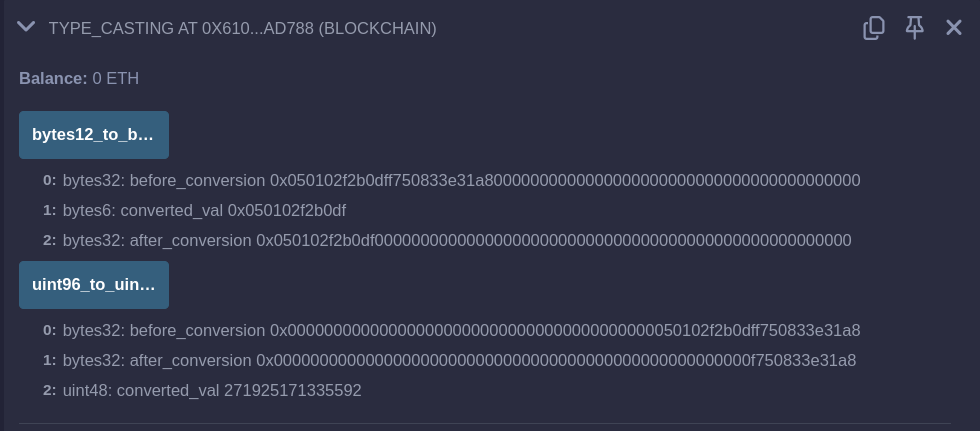 TYPE_CASTING AT 0X610...AD788 (BLOCKCHAIN)
Balance: 0 ETH
bytes12_to_b...
0: bytes32: before_conversion 0x050102f2b0dff750833e31a80000000000000000000000000000000000000000
1: bytes6: converted_val 0x050102f2b0df
2: bytes32: after_conversion 0x050102f2b0df0000000000000000000000000000000000000000000000000000
uint96_to_uin...
0: bytes32: before_conversion 0x0000000000000000000000000000000000000000050102f2b0dff750833e31a8
1: bytes32: after_conversion 0x0000000000000000000000000000000000000000000000000000f750833e31a8
2: uint48: converted_val 271925171335592